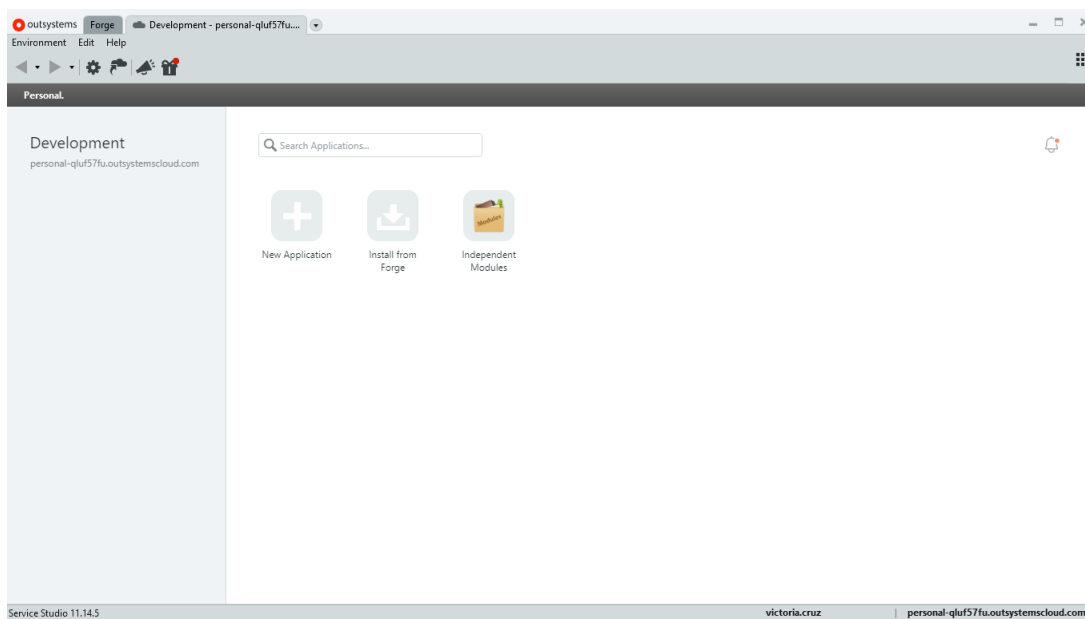 outsystems Forge Development - personal-qluf57fu....
Environment Edit Help
Personal.
Development
personal-qluf57fu.outsystemscloud.com
Search Applications...
New Application
Install from
Forge
Modules
Independent
Modules
Service Studio 11.14.5 victoria.cruz | personal-qluf57fu.outsystemscloud.com